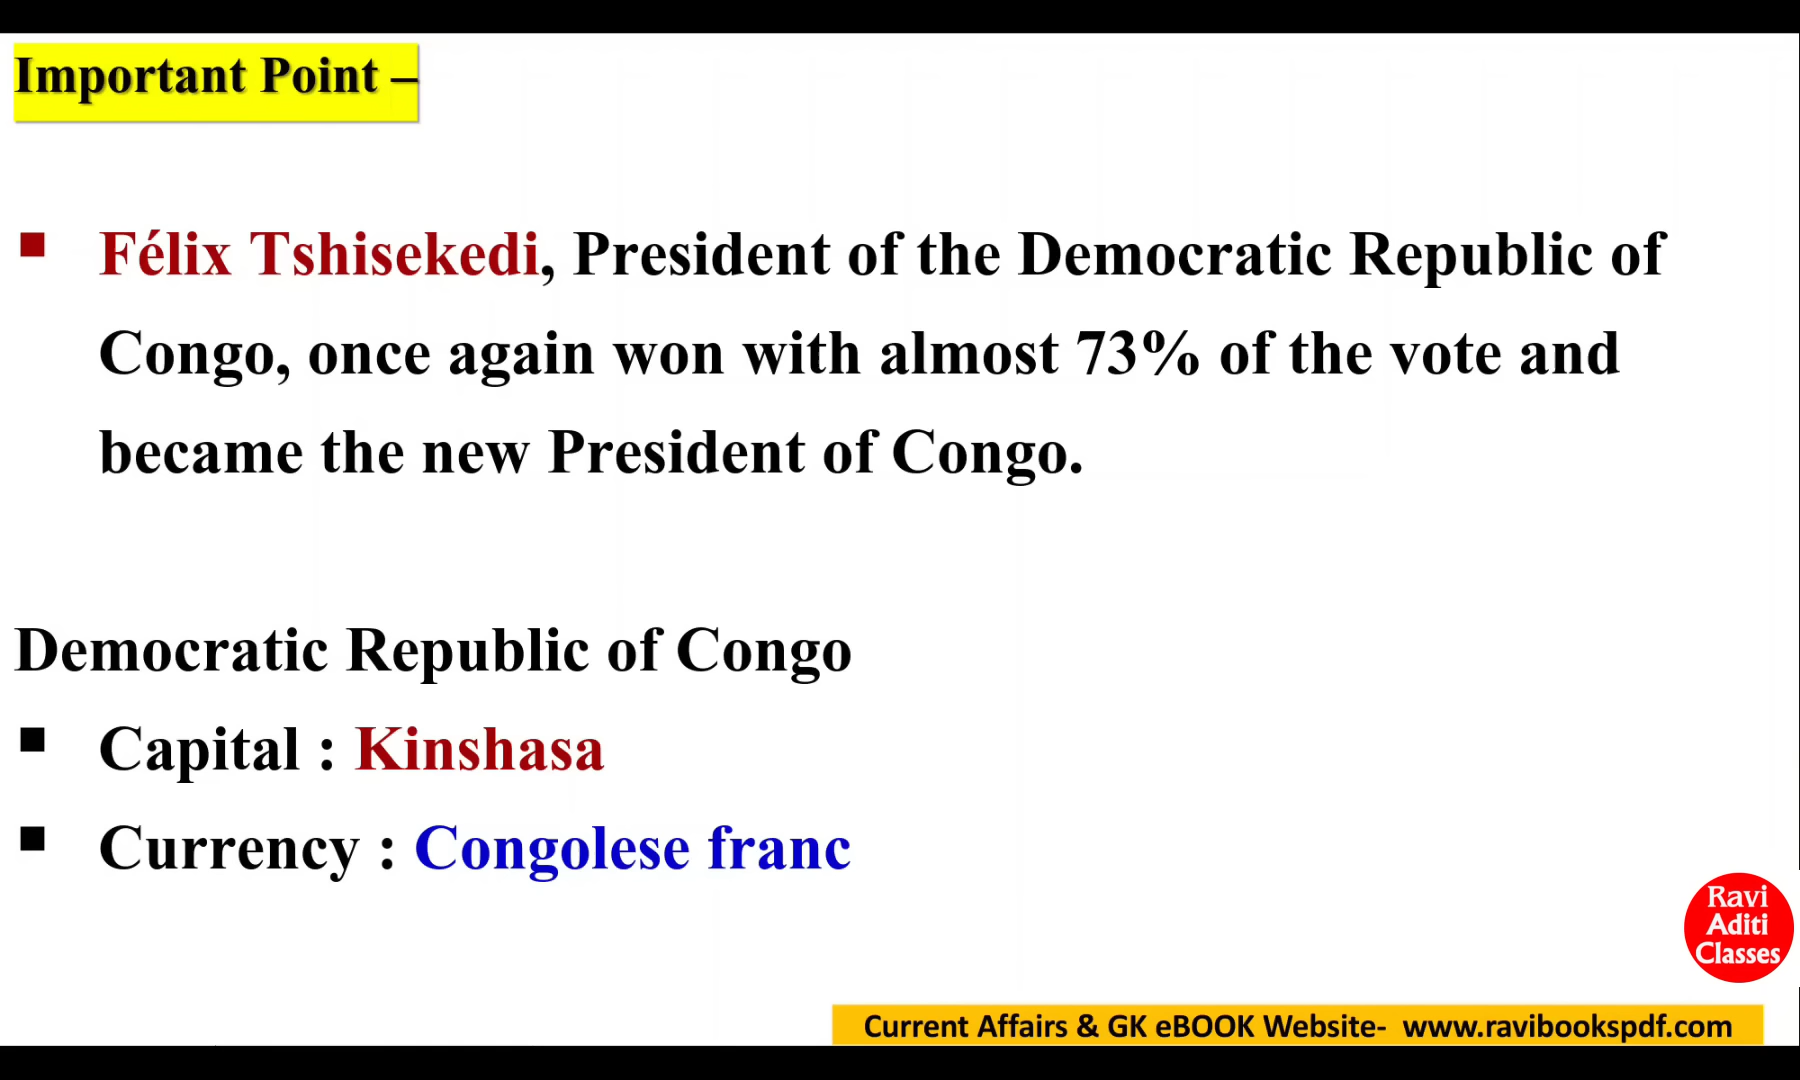 Important Point –
▪ Félix Tshisekedi, President of the Democratic Republic of
Congo, once again won with almost 73% of the vote and
became the new President of Congo.
Democratic Republic of Congo
▪ Capital : Kinshasa
▪ Currency : Congolese franc
Ravi
Aditi
Classes
Current Affairs & GK eBOOK Website- www.ravibookspdf.com